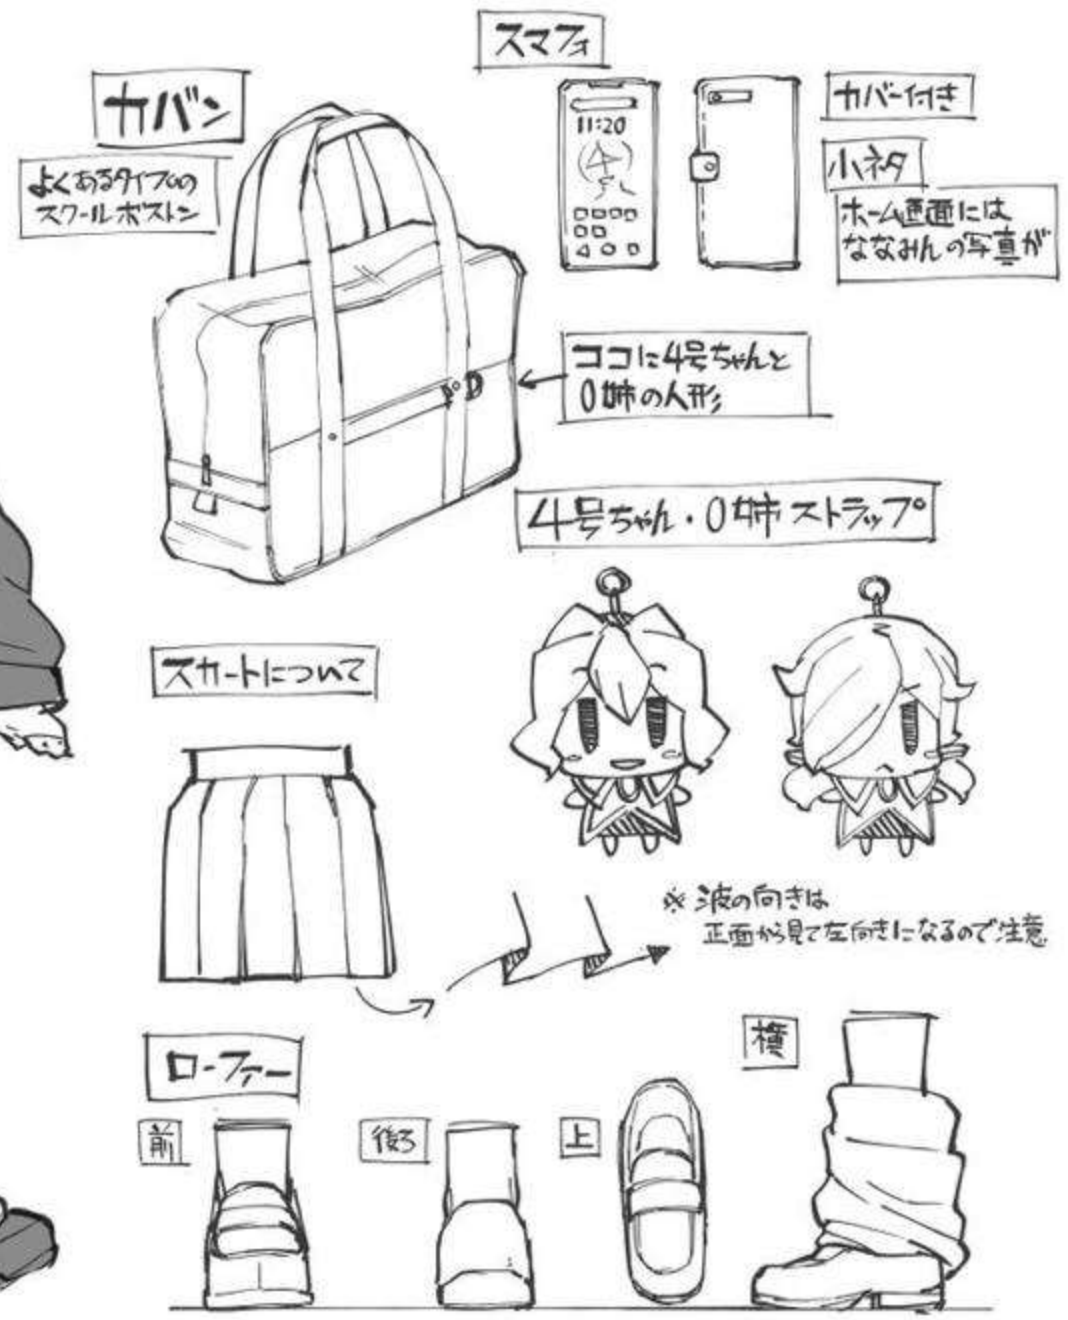 スマフォ
カバン
よくあるタイプの
スクールボストン
11:20
カバー付き
小ネタ
ホーム画面には
ななみんの写真が
ココに4号ちゃんと
0姉の人形
4号ちゃん・0姉ストラップ
スカートについて
※波の向きは
正面から見て左向きになるので注意
ローファー
前
後ろ
上
横